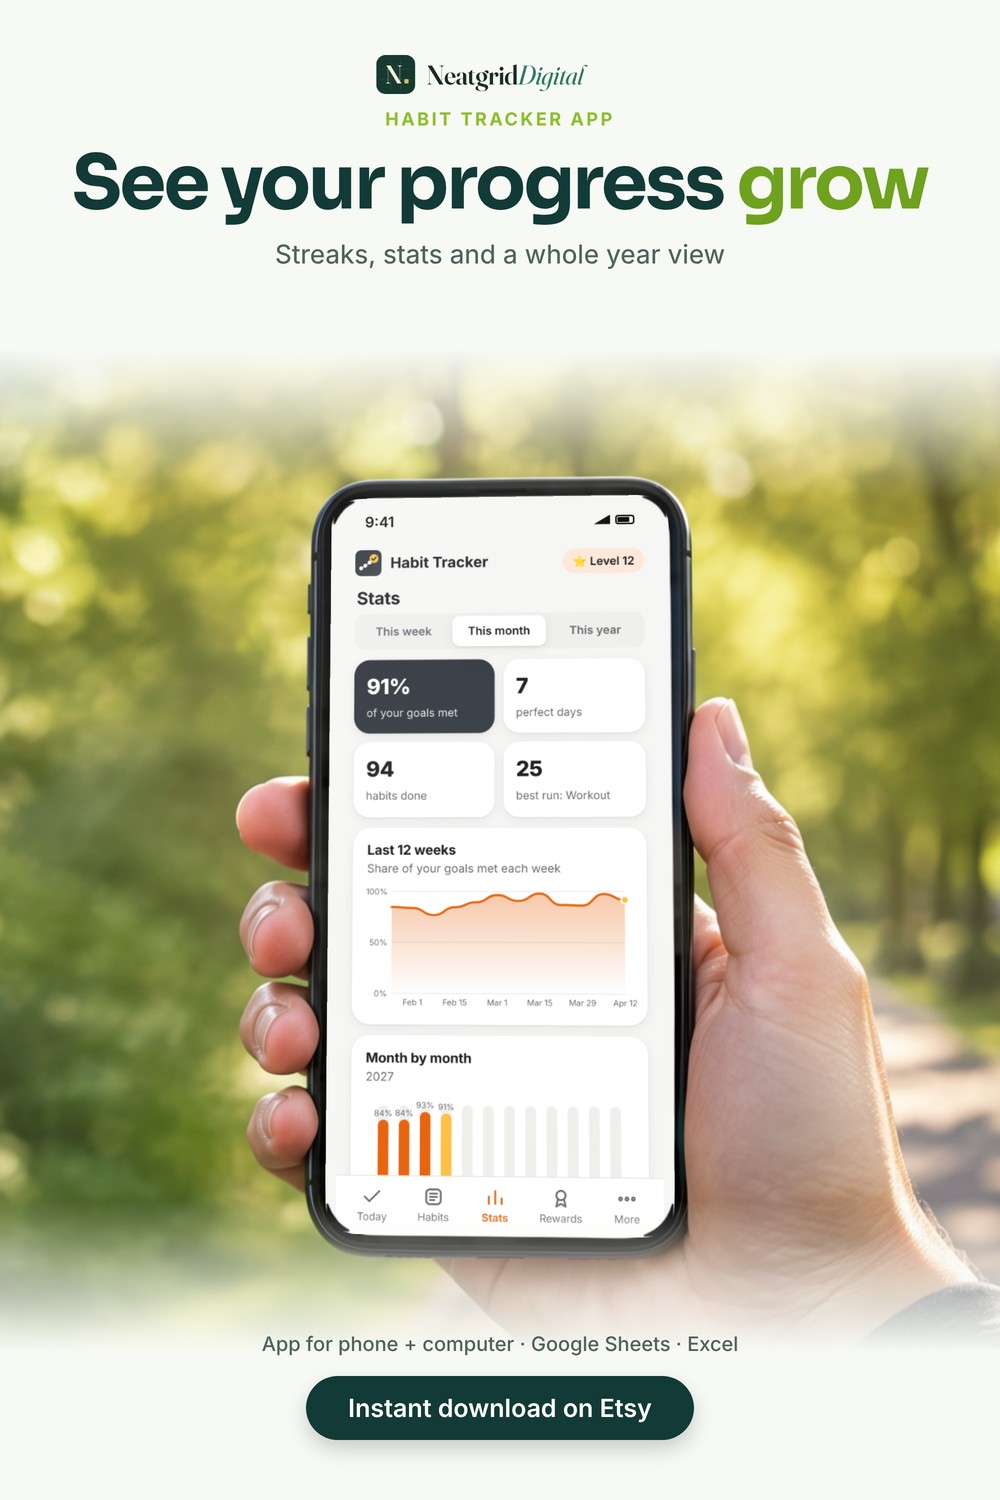 N.
NeatgridDigital
HABIT TRACKER APP
See your progress grow
Streaks, stats and a whole year view
9:41
Habit Tracker
⭐ Level 12
Stats
This week This month This year
91%
of your goals met
7
perfect days
94
habits done
25
best run: Workout
Last 12 weeks
Share of your goals met each week
100%
50%
0%
Feb 1 Feb 15 Mar 1 Mar 15 Mar 29 Apr 12
Month by month
2027
84% 84% 93% 91%
Today Habits Stats Rewards More
App for phone + computer · Google Sheets · Excel
Instant download on Etsy